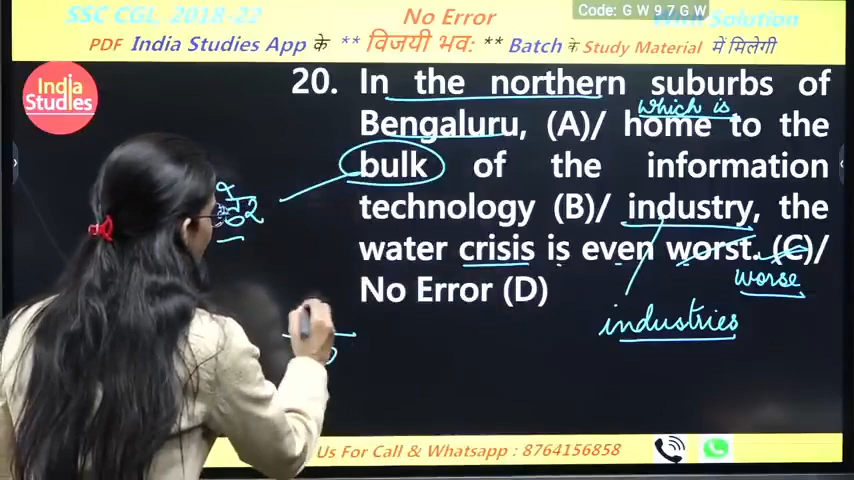 SSC CGL. 2018-22 No Error Code: G W 9 7 G W With Solution
PDF India Studies App के ** विजयी भव: ** Batch के Study Material में मिलेगी
India
Studies
20. In the northern suburbs of
which is
Bengaluru, (A)/ home to the
bulk of the information
technology (B)/ industry, the
water crisis is even worst. (C)/
worse
No Error (D)
industries
Us For Call & Whatsapp : 8764156858